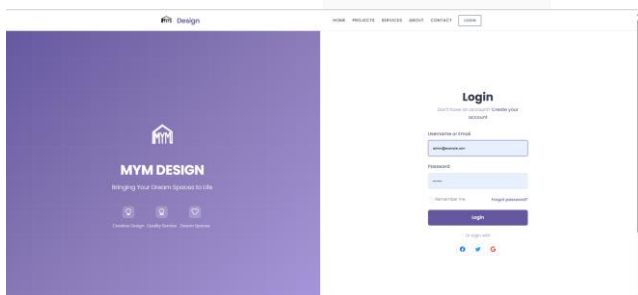 MYM Design
HOME PROJECTS SERVICES ABOUT CONTACT LOGIN
MYM
MYM DESIGN
Bringing Your Dream Spaces to Life
Creative Design Quality Service Dream Spaces
Login
Don't have an account? Create your
account
Username or Email
Password
Remember me Forgot password?
Login
Or login with